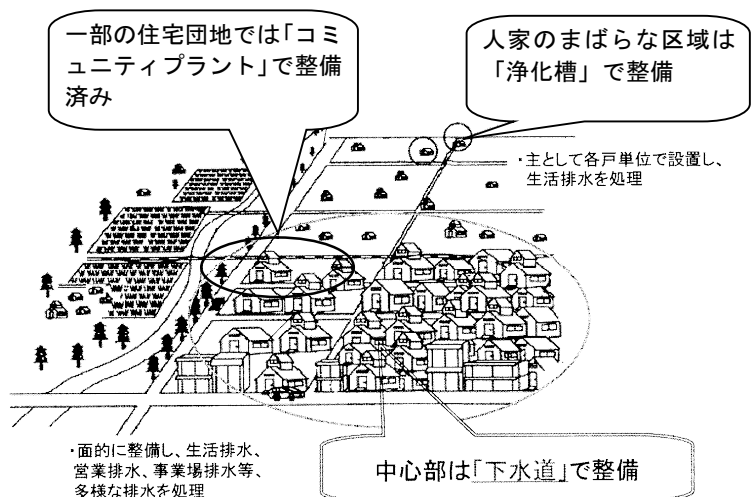 一部の住宅団地では「コミ
ュニティプラント」で整備
済み
人家のまばらな区域は
「浄化槽」で整備
・主として各戸単位で設置し、
生活排水を処理
・面的に整備し、生活排水、
営業排水、事業場排水等、
多様な排水を処理
中心部は「下水道」で整備